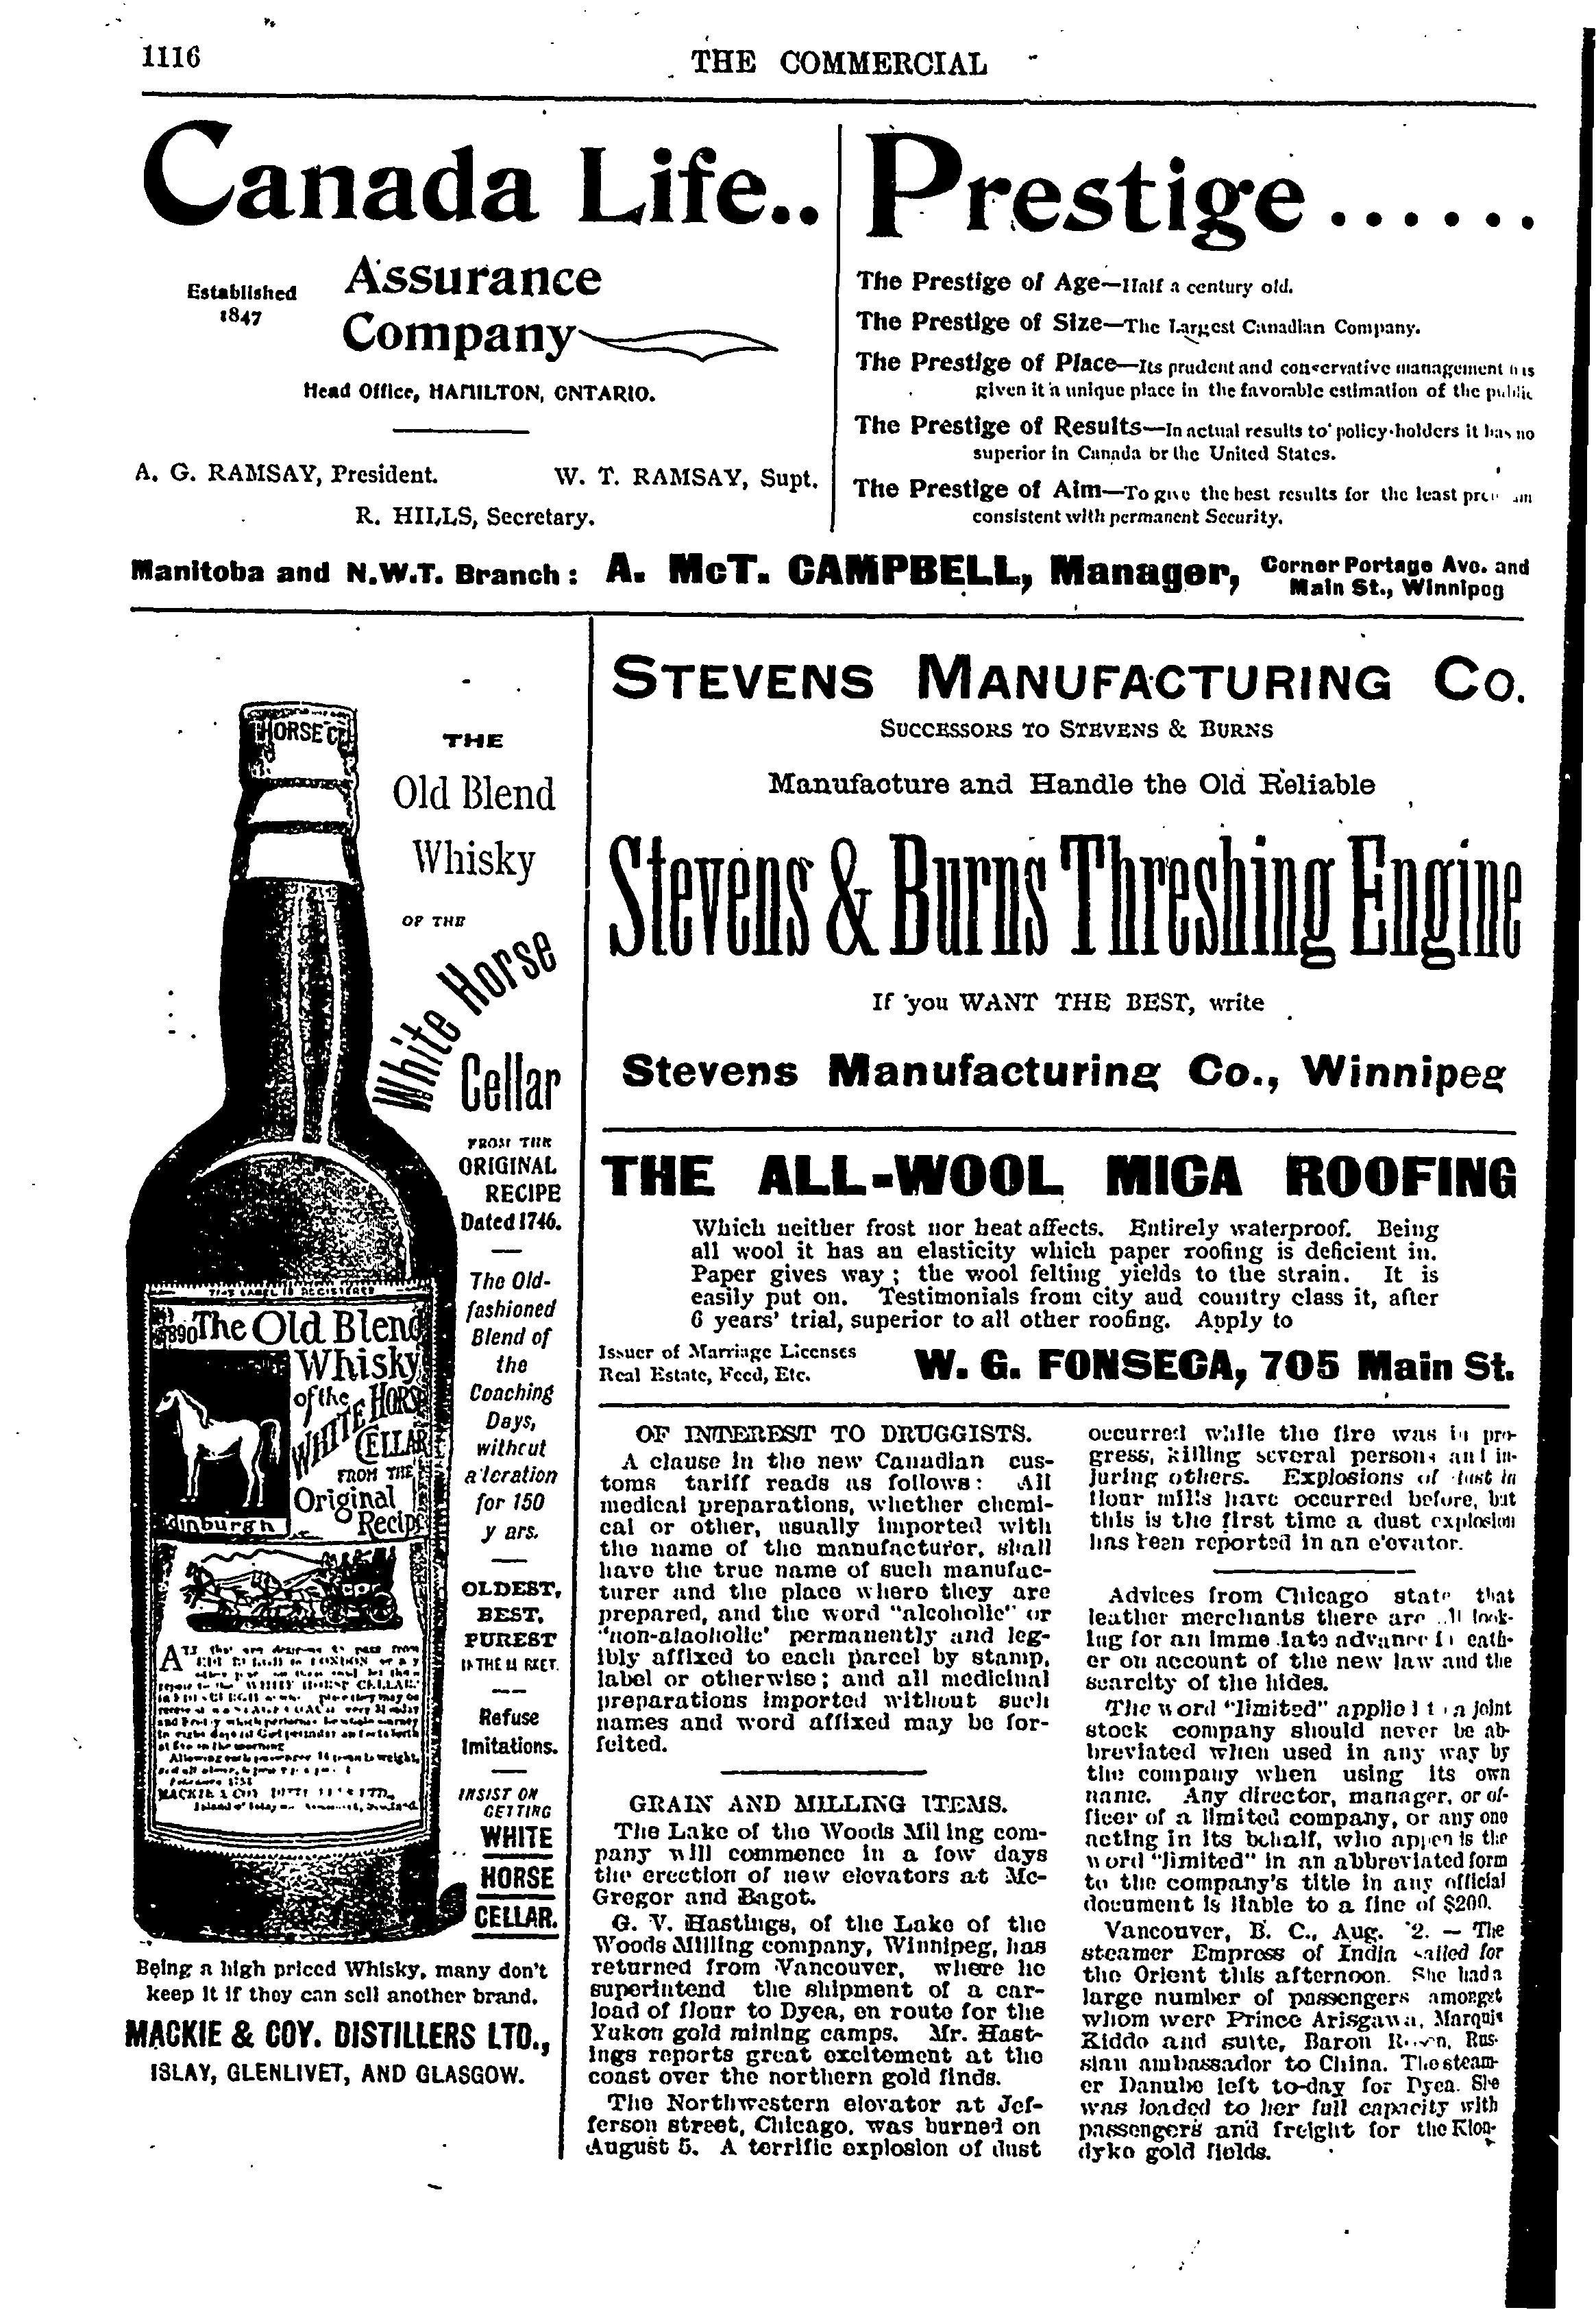 1116
THE COMMERCIAL
Canada Life..
Established
1847
Assurance
Company
Head Office, HAMILTON, ONTARIO.
A. G. RAMSAY, President.
W. T. RAMSAY, Supt.
R. HILLS, Secretary.
Prestige......
The Prestige of Age—Half a century old.
The Prestige of Size—The Largest Canadian Company.
The Prestige of Place—Its prudent and conservative management has
given it a unique place in the favorable estimation of the public
The Prestige of Results—In actual results to policy-holders it has no
superior in Canada or the United States.
The Prestige of Aim—To give the best results for the least
consistent with permanent Security.
Manitoba and N.W.T. Branch: A. McT. CAMPBELL, Manager,
Corner Portage Ave. and
Main St., Winnipeg
HORSE CE
THE
Old Blend
Whisky
OF THE
White Horse
Cellar
FROM THE
ORIGINAL
RECIPE
Dated 1746.
The Old-
fashioned
Blend of
the
Coaching
Days,
without
alteration
for 150
y ars.
OLDEST,
BEST,
PUREST
IN THE M RKET.
Refuse
Imitations.
INSIST ON
GETTING
WHITE
HORSE
CELLAR.
THIS LABEL IS REGISTERED
1890
The Old Blend
Whisky
of the
WHITE HORSE
CELLAR
FROM THE
Original
Recipe
Edinburgh
Being a high priced Whisky, many don't
keep it if they can sell another brand.
MACKIE & COY. DISTILLERS LTD.,
ISLAY, GLENLIVET, AND GLASGOW.
STEVENS MANUFACTURING CO.
SUCCESSORS TO STEVENS & BURNS
Manufacture and Handle the Old Reliable
Stevens & Burns Threshing Engine
If you WANT THE BEST, write
Stevens Manufacturing Co., Winnipeg
THE ALL-WOOL MICA ROOFING
Which neither frost nor heat affects. Entirely waterproof. Being
all wool it has an elasticity which paper roofing is deficient in.
Paper gives way; the wool felting yields to the strain. It is
easily put on. Testimonials from city and country class it, after
6 years' trial, superior to all other roofing. Apply to
Issuer of Marriage Licenses
Real Estate, Feed, Etc.
W. G. FONSECA, 705 Main St.
OF INTEREST TO DRUGGISTS.
A clause in the new Canadian cus-
toms tariff reads as follows: All
medical preparations, whether chemi-
cal or other, usually imported with
the name of the manufacturer, shall
have the true name of such manufac-
turer and the place where they are
prepared, and the word "alcoholic" or
"non-alaoholic' permanently and leg-
ibly affixed to each parcel by stamp,
label or otherwise; and all medicinal
preparations imported without such
names and word affixed may be for-
feited.
GRAIN AND MILLING ITEMS.
The Lake of the Woods Mil ing com-
pany will commence in a few days
the erection of new elevators at Mc-
Gregor and Bagot.
G. V. Hastings, of the Lake of the
Woods Milling company, Winnipeg, has
returned from Vancouver, where he
superintend the shipment of a car-
load of flour to Dyea, en route for the
Yukon gold mining camps. Mr. Hast-
ings reports great excitement at the
coast over the northern gold finds.
The Northwestern elevator at Jef-
ferson street, Chicago, was burned on
August 5. A terrific explosion of dust
occurred while the fire was in pro-
gress, killing several persons and in-
juring others. Explosions of dust in
flour mills have occurred before, but
this is the first time a dust explosion
has been reported in an e'evator.
Advices from Chicago state that
leather merchants there are all look-
ing for an immediate advance in eath-
er on account of the new law and the
scarcity of the hides.
The word "limited" applied to a joint
stock company should never be ab-
breviated when used in any way by
the company when using its own
name. Any director, manager, or of-
ficer of a limited company, or any one
acting in its behalf, who appends the
word "limited" in an abbreviated form
to the company's title in any official
document is liable to a fine of $200.
Vancouver, B. C., Aug. 2. — The
steamer Empress of India sailed for
the Orient this afternoon. She had a
large number of passengers amongst
whom were Prince Arisgawa, Marquis
Kiddo and suite, Baron Rus-
sian ambassador to China. The steam-
er Danube left to-day for Dyea. She
was loaded to her full capacity with
passengers and freight for the Klon-
dyke gold fields.